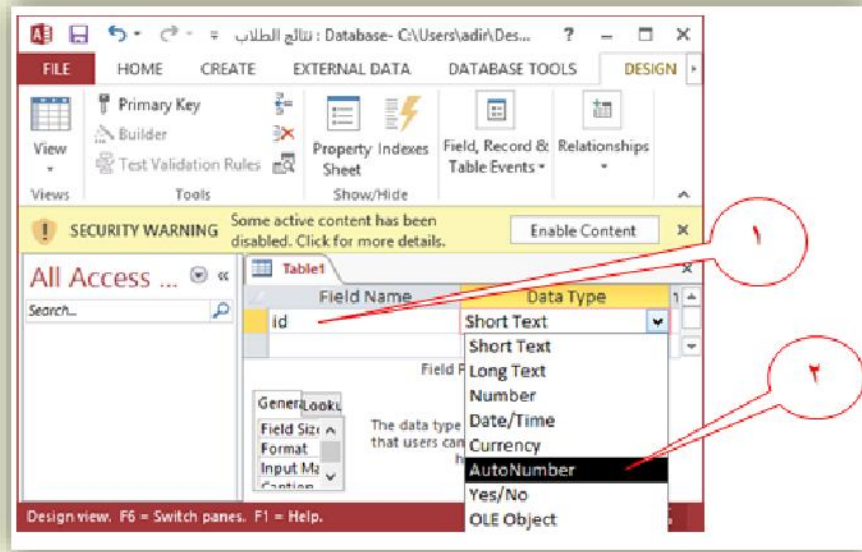 نتائج الطلاب : Database- C:\Users\adir\Des... ?
FILE HOME CREATE EXTERNAL DATA DATABASE TOOLS DESIGN
View
Primary Key
Builder
Test Validation Rules
Property Sheet
Indexes
Field, Record & Table Events
Relationships
Views Tools Show/Hide
SECURITY WARNING Some active content has been
disabled. Click for more details.
Enable Content
١
All Access ...
Search...
Table1
Field Name Data Type
id Short Text
Short Text
Long Text
Number
Date/Time
Currency
AutoNumber
Yes/No
OLE Object
٢
Field
General
Field
Format
Input
Caption
The data type
that users can
Design view. F6 = Switch panes. F1 = Help.